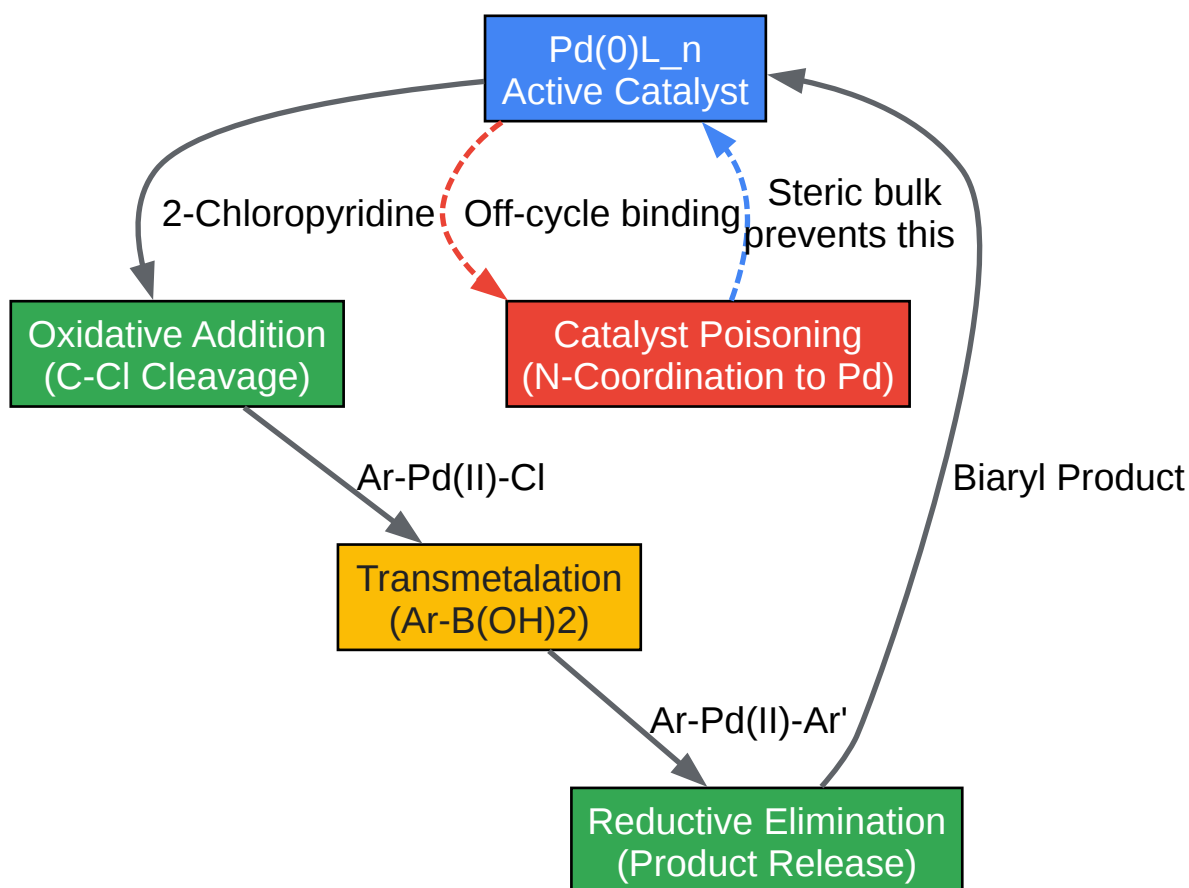 Pd(0)L_n
Active Catalyst
2-Chloropyridine
Off-cycle binding
Steric bulk
prevents this
Oxidative Addition
(C-Cl Cleavage)
Catalyst Poisoning
(N-Coordination to Pd)
Ar-Pd(II)-Cl
Biaryl Product
Transmetalation
(Ar-B(OH)2)
Ar-Pd(II)-Ar'
Reductive Elimination
(Product Release)